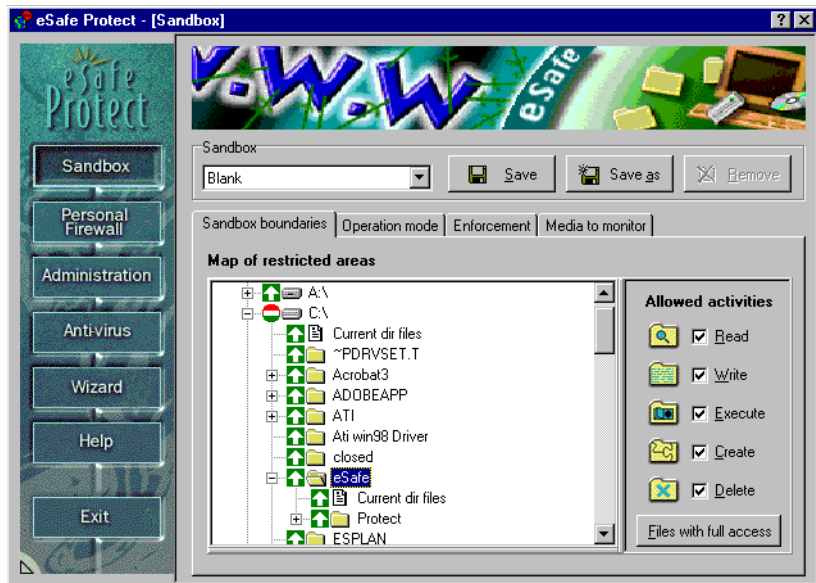 eSafe Protect - [Sandbox]
eSafe
Protect
Sandbox
Personal
Firewall
Administration
Anti-virus
Wizard
Help
Exit
W.W.W
eSafe
Sandbox
Blank
Save
Save as
Remove
Sandbox boundaries
Operation mode
Enforcement
Media to monitor
Map of restricted areas
A:\
C:\
Current dir files
~PDRVSET.T
Acrobat3
ADOBEAPP
ATI
Ati win98 Driver
closed
eSafe
Current dir files
Protect
ESPLAN
Allowed activities
Read
Write
Execute
Create
Delete
Files with full access